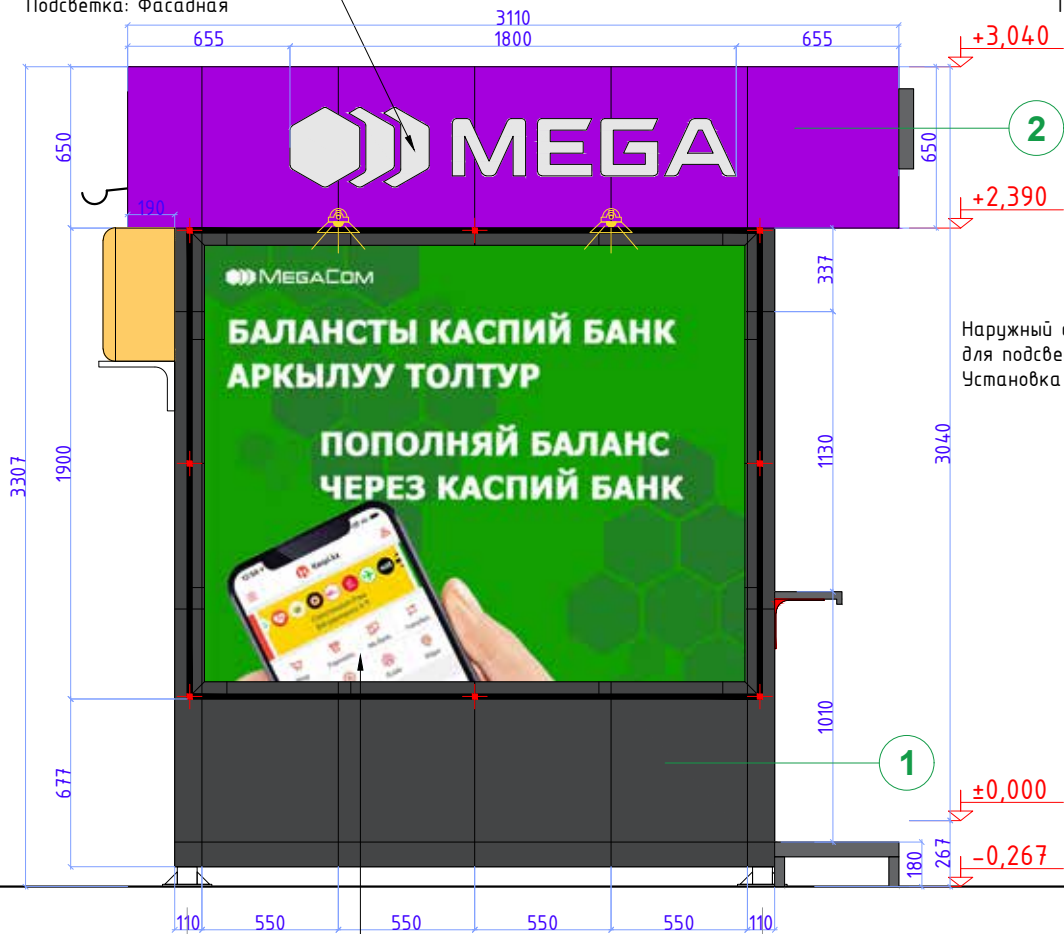 Подсветка: Фасадная
3110
655
1800
655
+3,040
650
MEGA
650
2
+2,390
190
337
MEGACOM
БАЛАНСТЫ КАСПИЙ БАНК
АРКЫЛУУ ТОЛТУР
ПОПОЛНЯЙ БАЛАНС
ЧЕРЕЗ КАСПИЙ БАНК
Наружный
для подсве
Установка
3307
1900
1130
3040
Kaspi.kz
1010
677
1
±0,000
180
267
-0,267
110
550
550
550
550
110